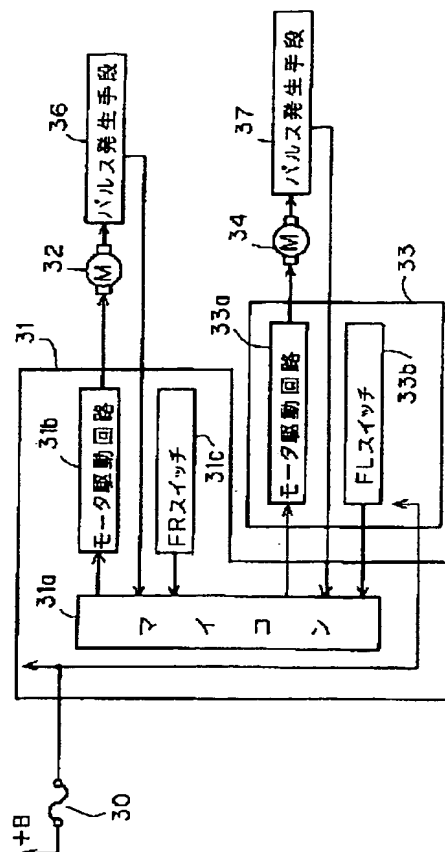 +B
30
31
31a
マイコン
31b
モータ駆動回路
FRスイッチ
31c
32
M
36
パルス発生手段
33
33a
モータ駆動回路
FLスイッチ
33b
34
M
37
パルス発生手段